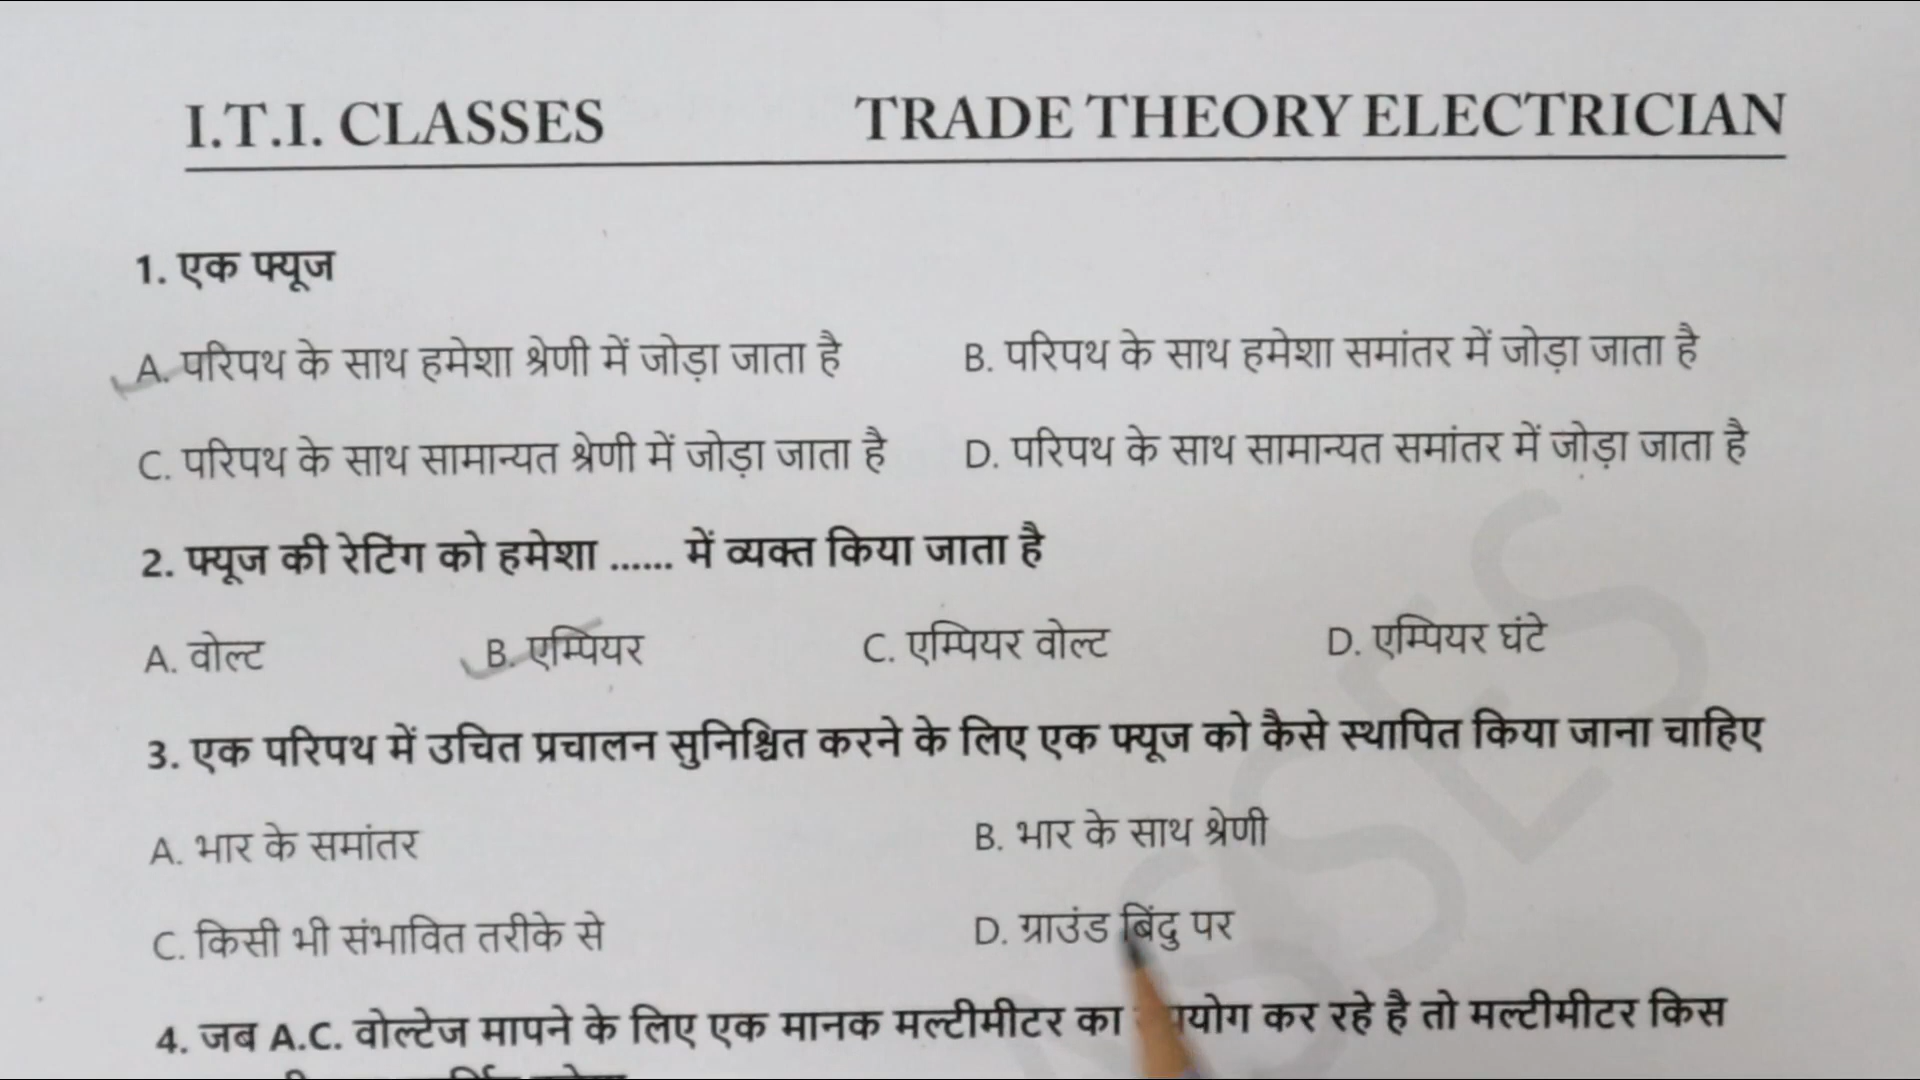 I.T.I. CLASSES TRADE THEORY ELECTRICIAN
1. एक फ्यूज
A. परिपथ के साथ हमेशा श्रेणी में जोड़ा जाता है B. परिपथ के साथ हमेशा समांतर में जोड़ा जाता है
C. परिपथ के साथ सामान्यत श्रेणी में जोड़ा जाता है D. परिपथ के साथ सामान्यत समांतर में जोड़ा जाता है
2. फ्यूज की रेटिंग को हमेशा ...... में व्यक्त किया जाता है
A. वोल्ट B. एम्पियर C. एम्पियर वोल्ट D. एम्पियर घंटे
3. एक परिपथ में उचित प्रचालन सुनिश्चित करने के लिए एक फ्यूज को कैसे स्थापित किया जाना चाहिए
A. भार के समांतर B. भार के साथ श्रेणी
C. किसी भी संभावित तरीके से D. ग्राउंड बिंदु पर
4. जब A.C. वोल्टेज मापने के लिए एक मानक मल्टीमीटर का कर रहे है तो मल्टीमीटर किस